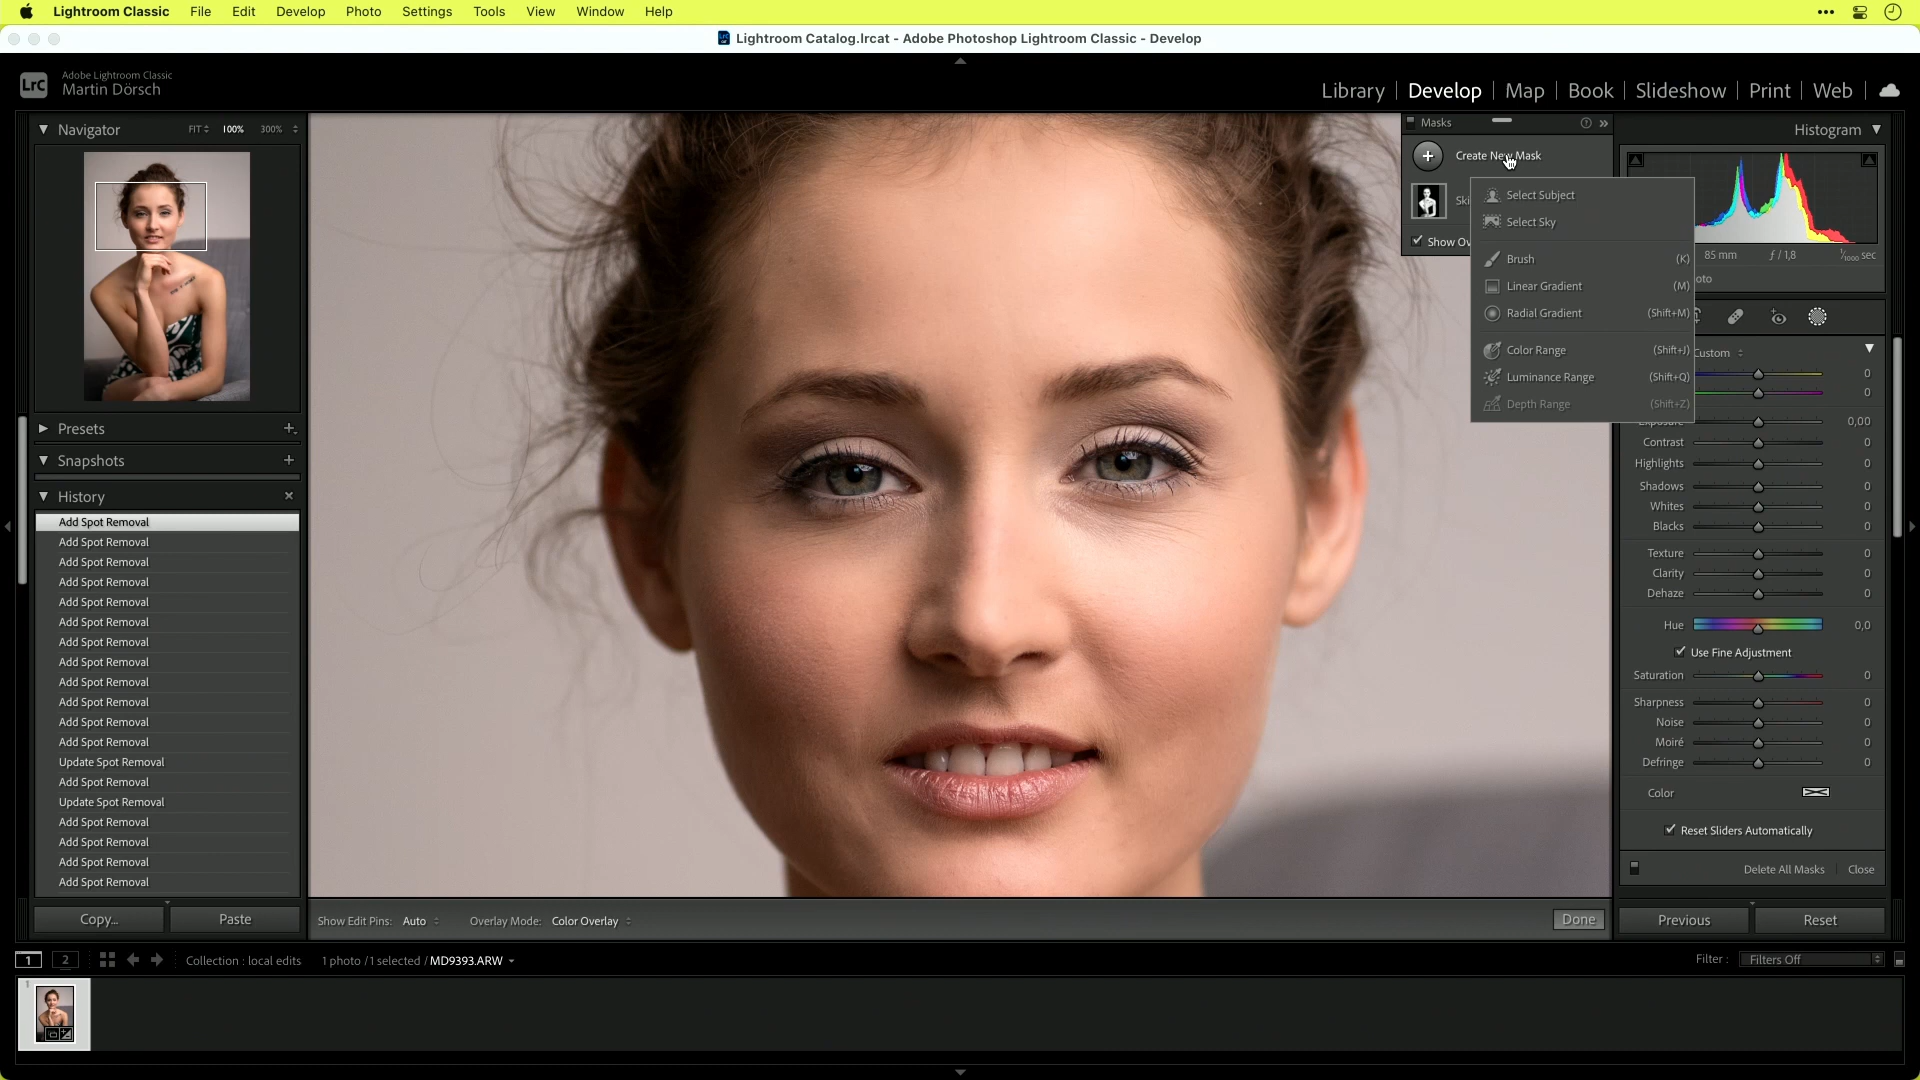 Lightroom Classic File Edit Develop Photo Settings Tools View Window Help
Lightroom Catalog.lrcat - Adobe Photoshop Lightroom Classic - Develop
LrC
Adobe Lightroom Classic
Martin Dörsch
Library Develop Map Book Slideshow Print Web
Navigator FIT 100% 300%
Presets
Snapshots
History
Add Spot Removal
Add Spot Removal
Add Spot Removal
Add Spot Removal
Add Spot Removal
Add Spot Removal
Add Spot Removal
Add Spot Removal
Add Spot Removal
Add Spot Removal
Add Spot Removal
Add Spot Removal
Update Spot Removal
Add Spot Removal
Update Spot Removal
Add Spot Removal
Add Spot Removal
Add Spot Removal
Add Spot Removal
Copy... Paste
Masks
Create New Mask
Ski
Show Ov
Select Subject
Select Sky
Brush (K)
Linear Gradient (M)
Radial Gradient (Shift+M)
Color Range (Shift+J)
Luminance Range (Shift+Q)
Depth Range (Shift+Z)
Histogram
85 mm ƒ / 1,8 1/1000 sec
oto
Custom
0
0
Exposure 0,00
Contrast 0
Highlights 0
Shadows 0
Whites 0
Blacks 0
Texture 0
Clarity 0
Dehaze 0
Hue 0,0
Use Fine Adjustment
Saturation 0
Sharpness 0
Noise 0
Moiré 0
Defringe 0
Color
Reset Sliders Automatically
Delete All Masks Close
Previous Reset
Show Edit Pins: Auto Overlay Mode: Color Overlay Done
1 2 Collection : local edits 1 photo / 1 selected / MD9393.ARW Filter : Filters Off
1